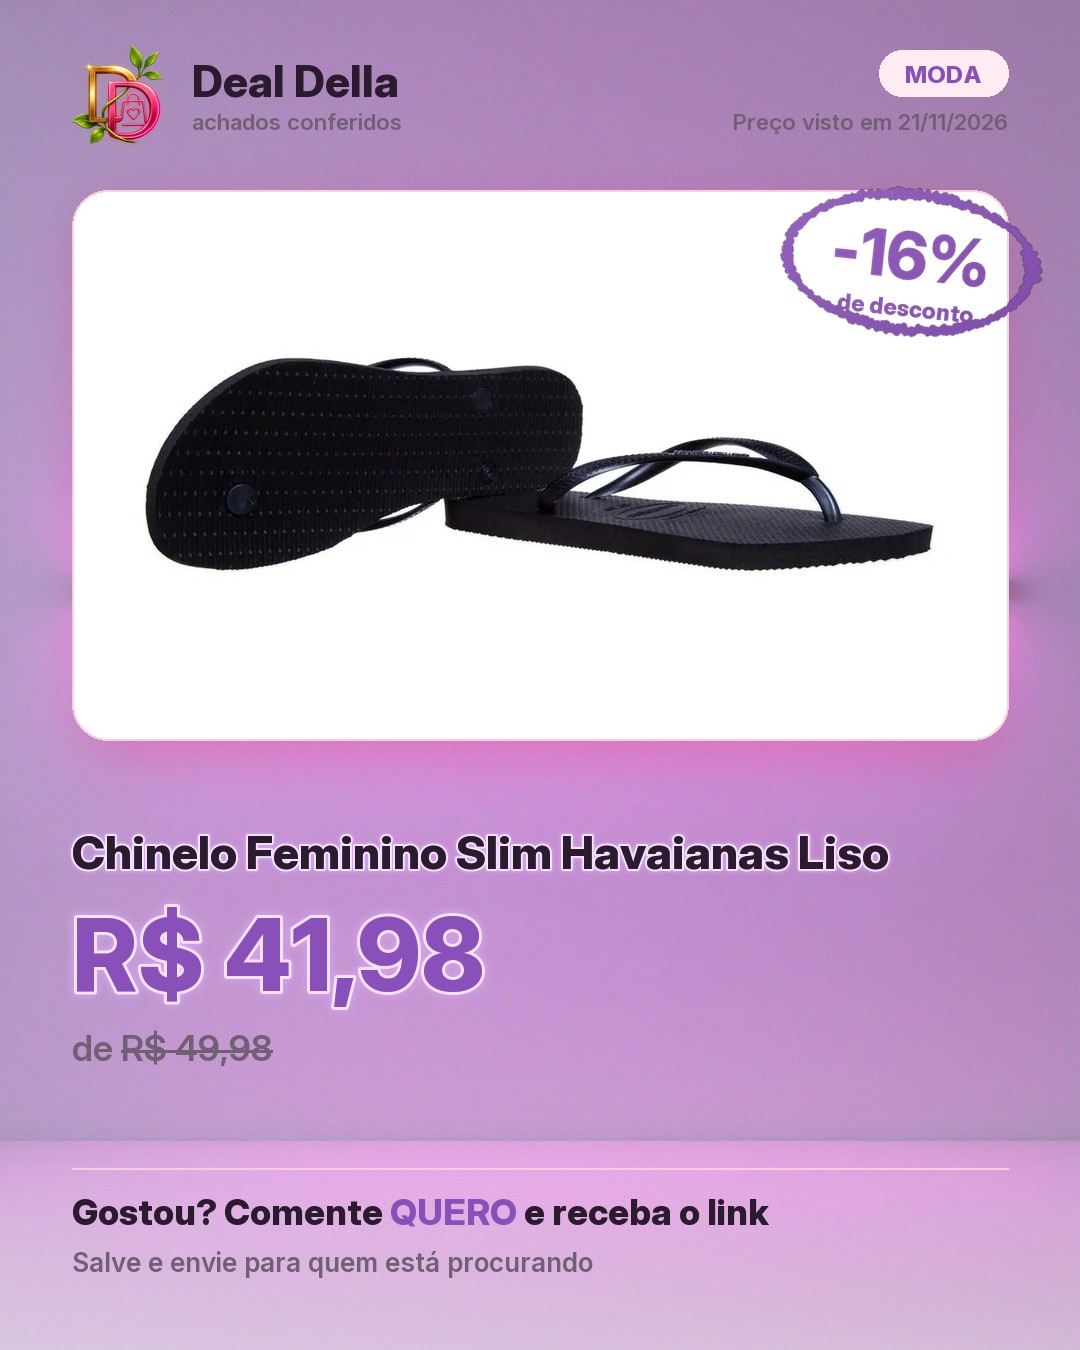 Deal Della
achados conferidos
MODA
Preço visto em 21/11/2026
-16%
de desconto
Chinelo Feminino Slim Havaianas Liso
R$ 41,98
de R$ 49,98
Gostou? Comente QUERO e receba o link
Salve e envie para quem está procurando